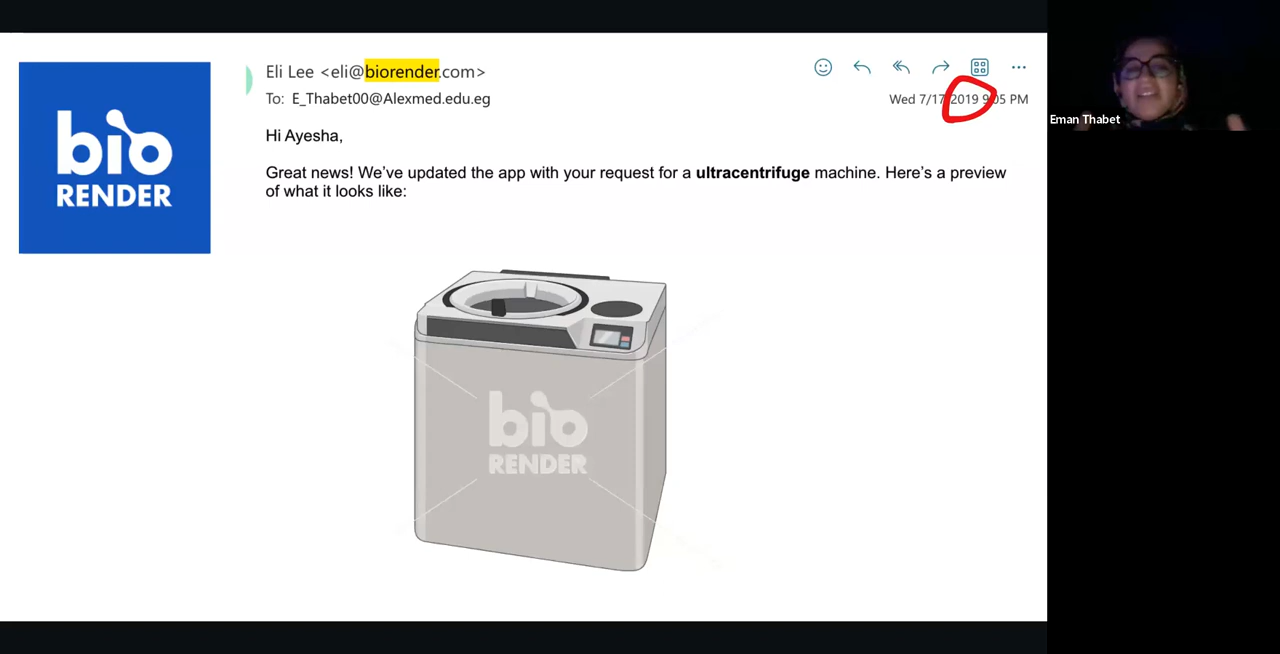 bio
RENDER
Eli Lee <eli@biorender.com>
To: E_Thabet00@Alexmed.edu.eg
Wed 7/17/2019 9:05 PM
Hi Ayesha,
Great news! We've updated the app with your request for a ultracentrifuge machine. Here's a preview
of what it looks like:
bio
RENDER
Eman Thabet